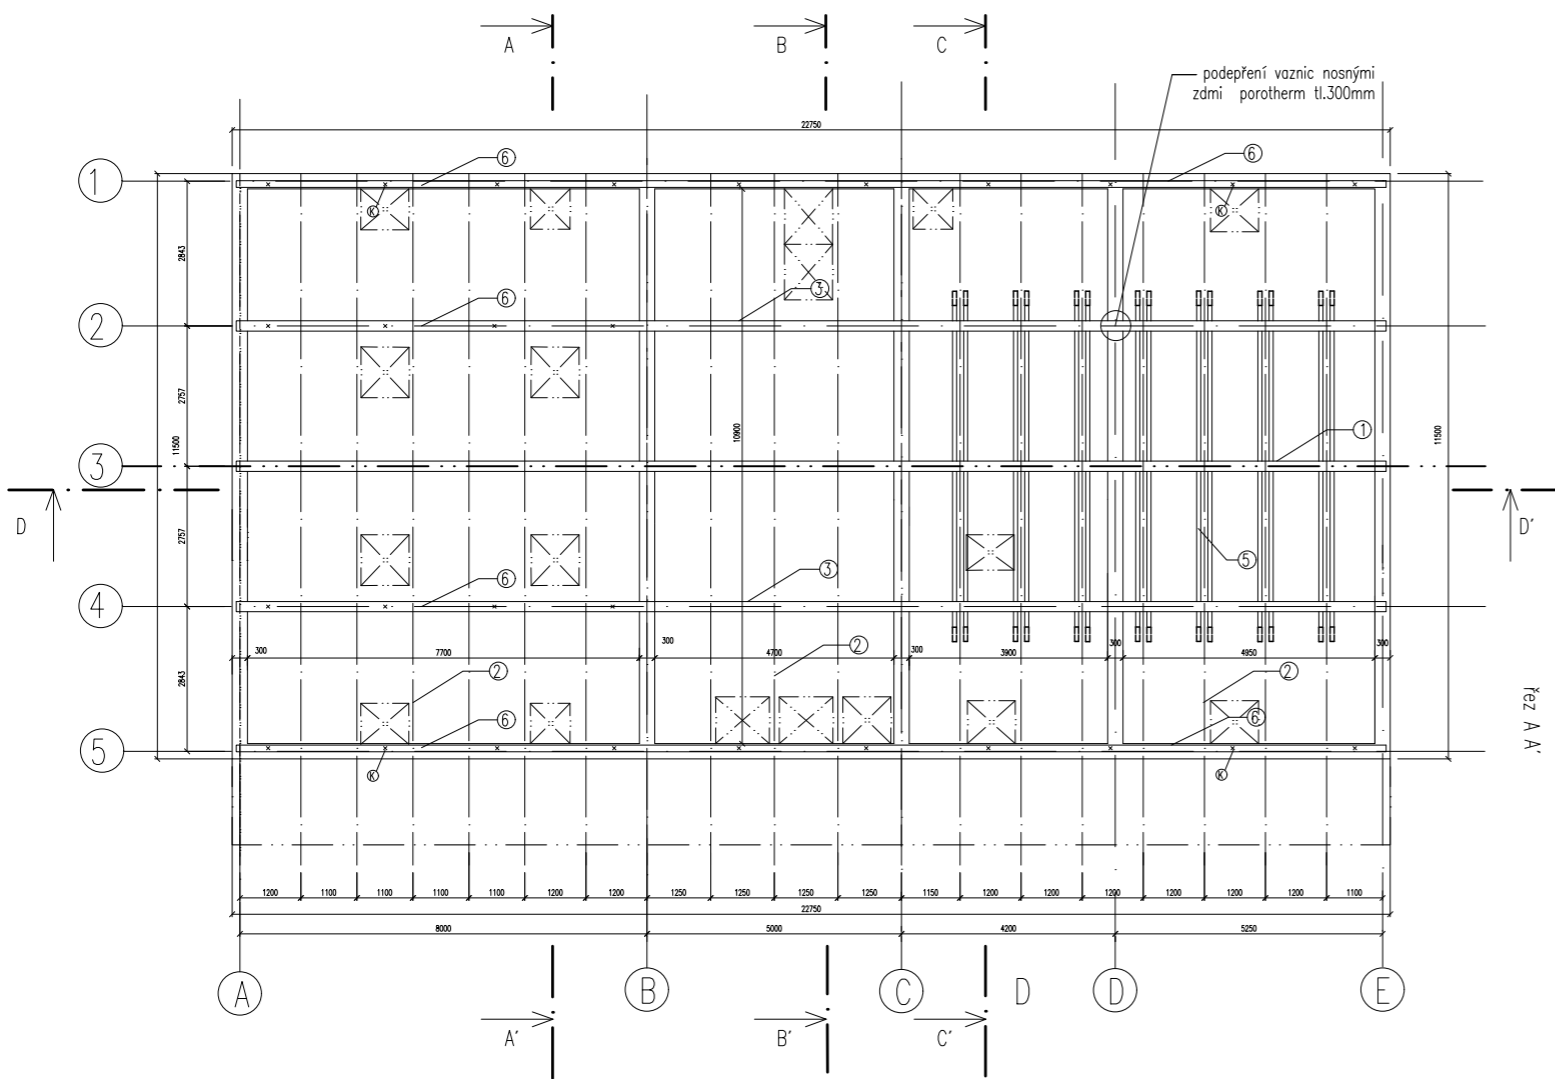 A
B
C
podepření vaznic nosnými
zdmi porotherm tl.300mm
22750
1
6
6
K
K
2843
6
3
2
2757
10900
11500
11500
1
3
D
D'
2757
5
6
3
4
300
7700
300
4700
300
3900
300
4950
300
2
2
2
2843
6
6
5
K
K
řez A A'
1200
1100
1100
1100
1100
1200
1200
1250
1250
1250
1250
1150
1200
1200
1200
1200
1200
1200
1100
22750
8000
5000
4200
5250
A
B
C
D
D
E
A'
B'
C'